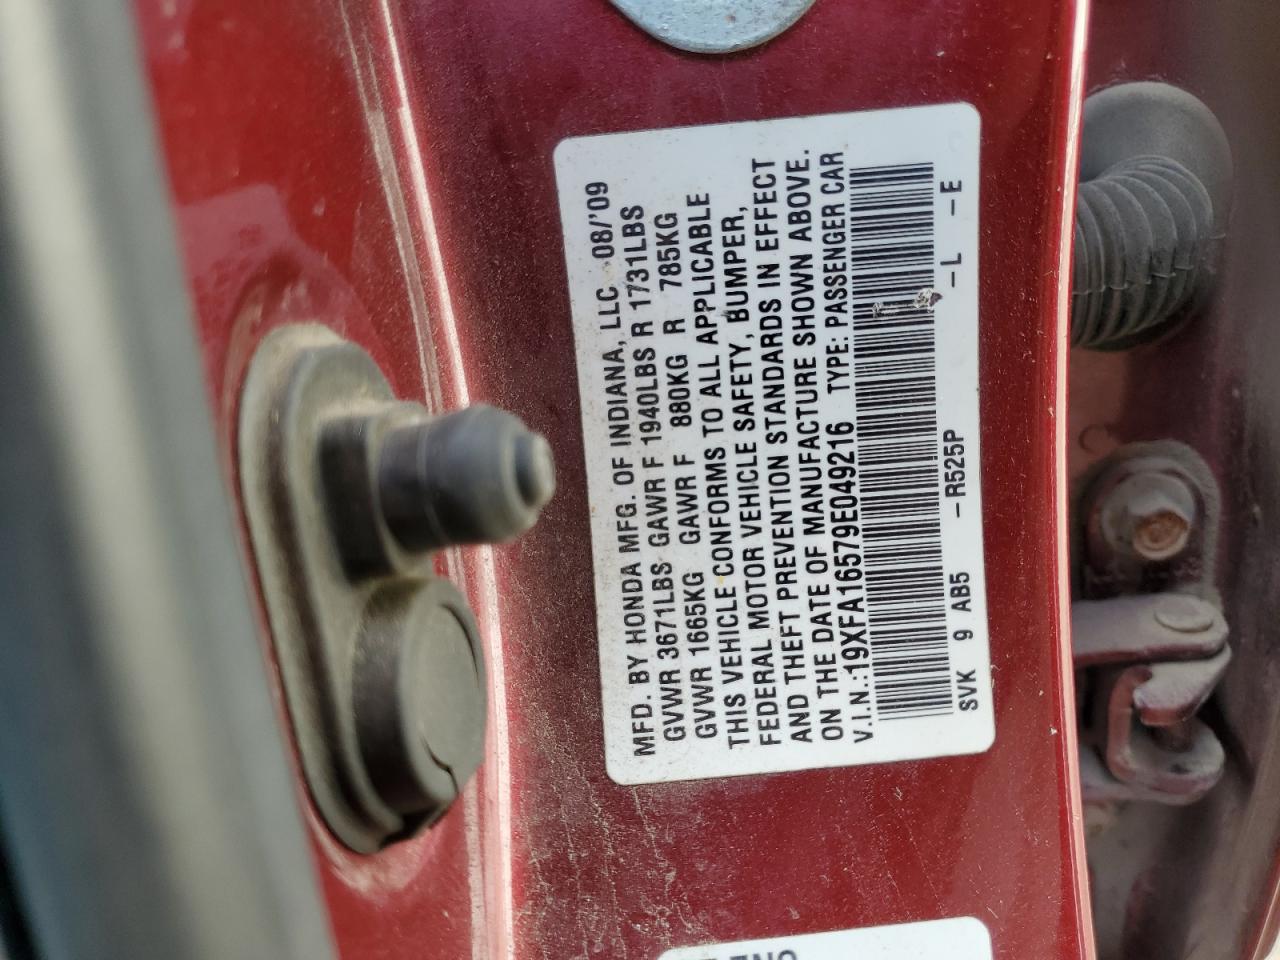 MFD. BY HONDA MFG. OF INDIANA, LLC 08/'09
GVWR 3671LBS GAWR F 1940LBS R 1731LBS
GVWR 1665KG GAWR F 880KG R 785KG
THIS VEHICLE CONFORMS TO ALL APPLICABLE
FEDERAL MOTOR VEHICLE SAFETY, BUMPER,
AND THEFT PREVENTION STANDARDS IN EFFECT
ON THE DATE OF MANUFACTURE SHOWN ABOVE.
V.I.N.:19XFA16579E049216 TYPE: PASSENGER CAR
SVK 9 AB5 -R525P -L -E